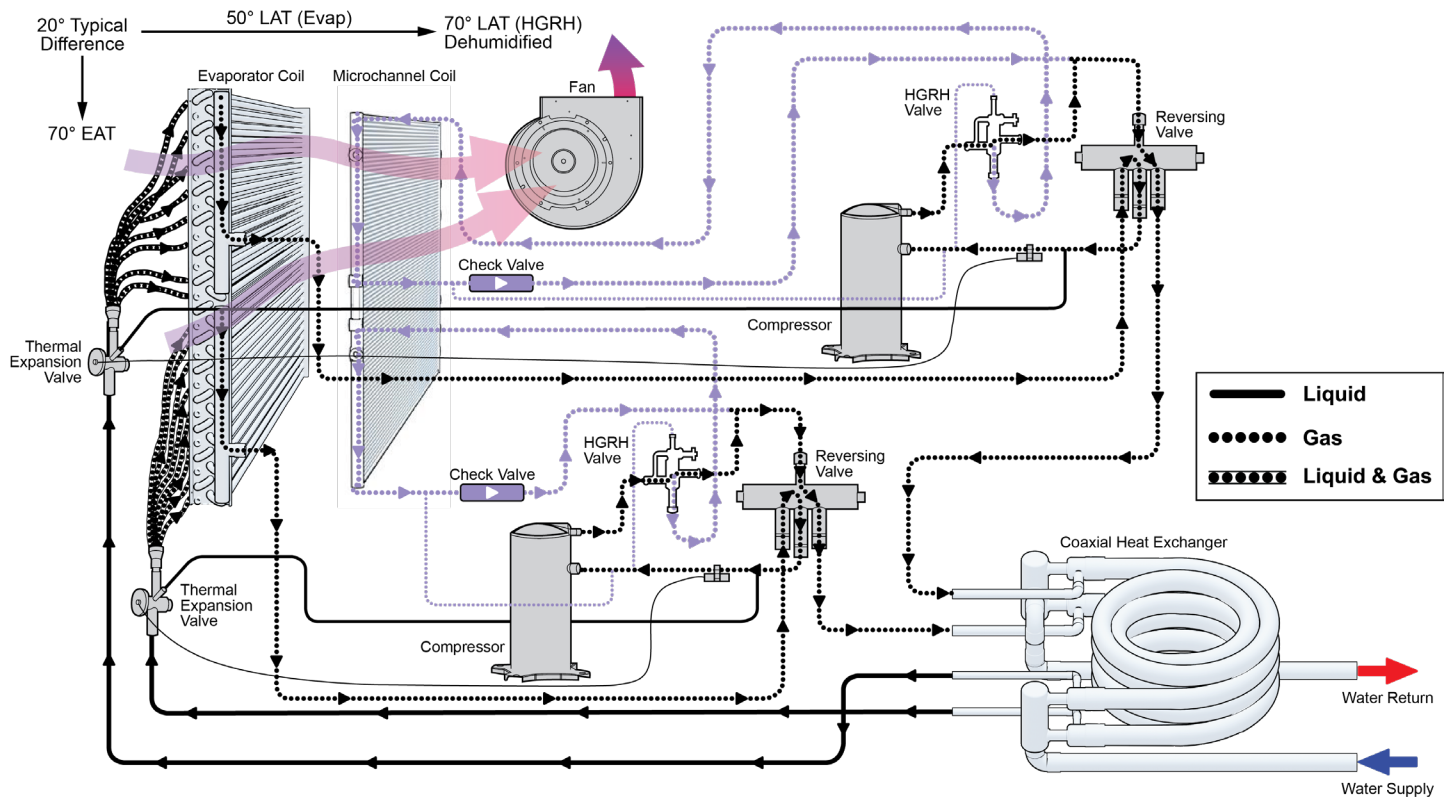 20° Typical
Difference
50° LAT (Evap)
70° LAT (HGRH)
Dehumidified
70° EAT
Evaporator Coil
Microchannel Coil
Fan
HGRH
Valve
Reversing
Valve
Check Valve
Compressor
Thermal
Expansion
Valve
Liquid
Gas
Liquid & Gas
HGRH
Valve
Reversing
Valve
Check Valve
Coaxial Heat Exchanger
Thermal
Expansion
Valve
Compressor
Water Return
Water Supply